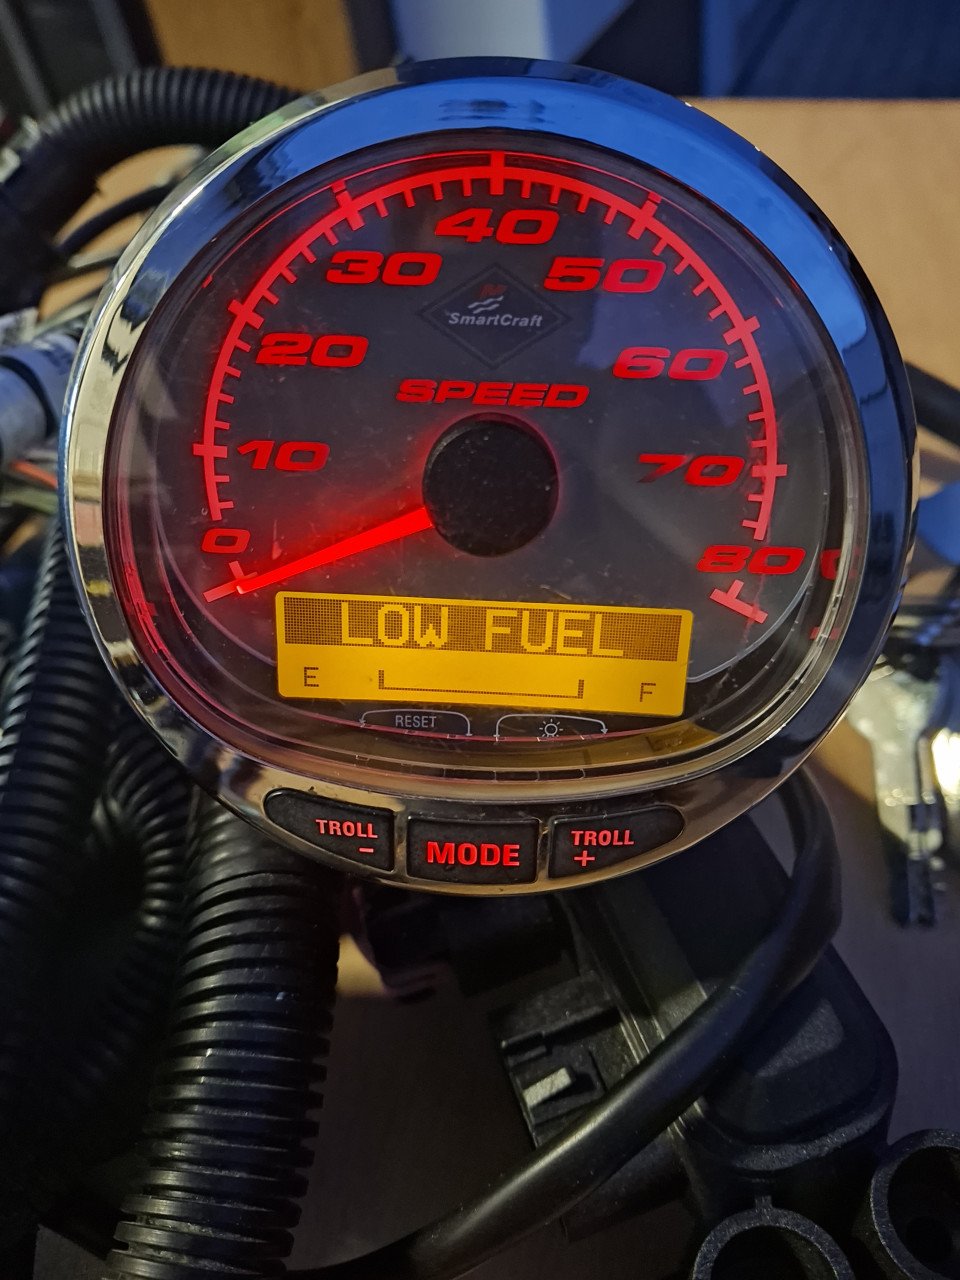 40
30
50
SmartCraft
20
60
SPEED
10
70
0
80
LOW FUEL
E
F
RESET
TROLL
-
MODE
TROLL
+